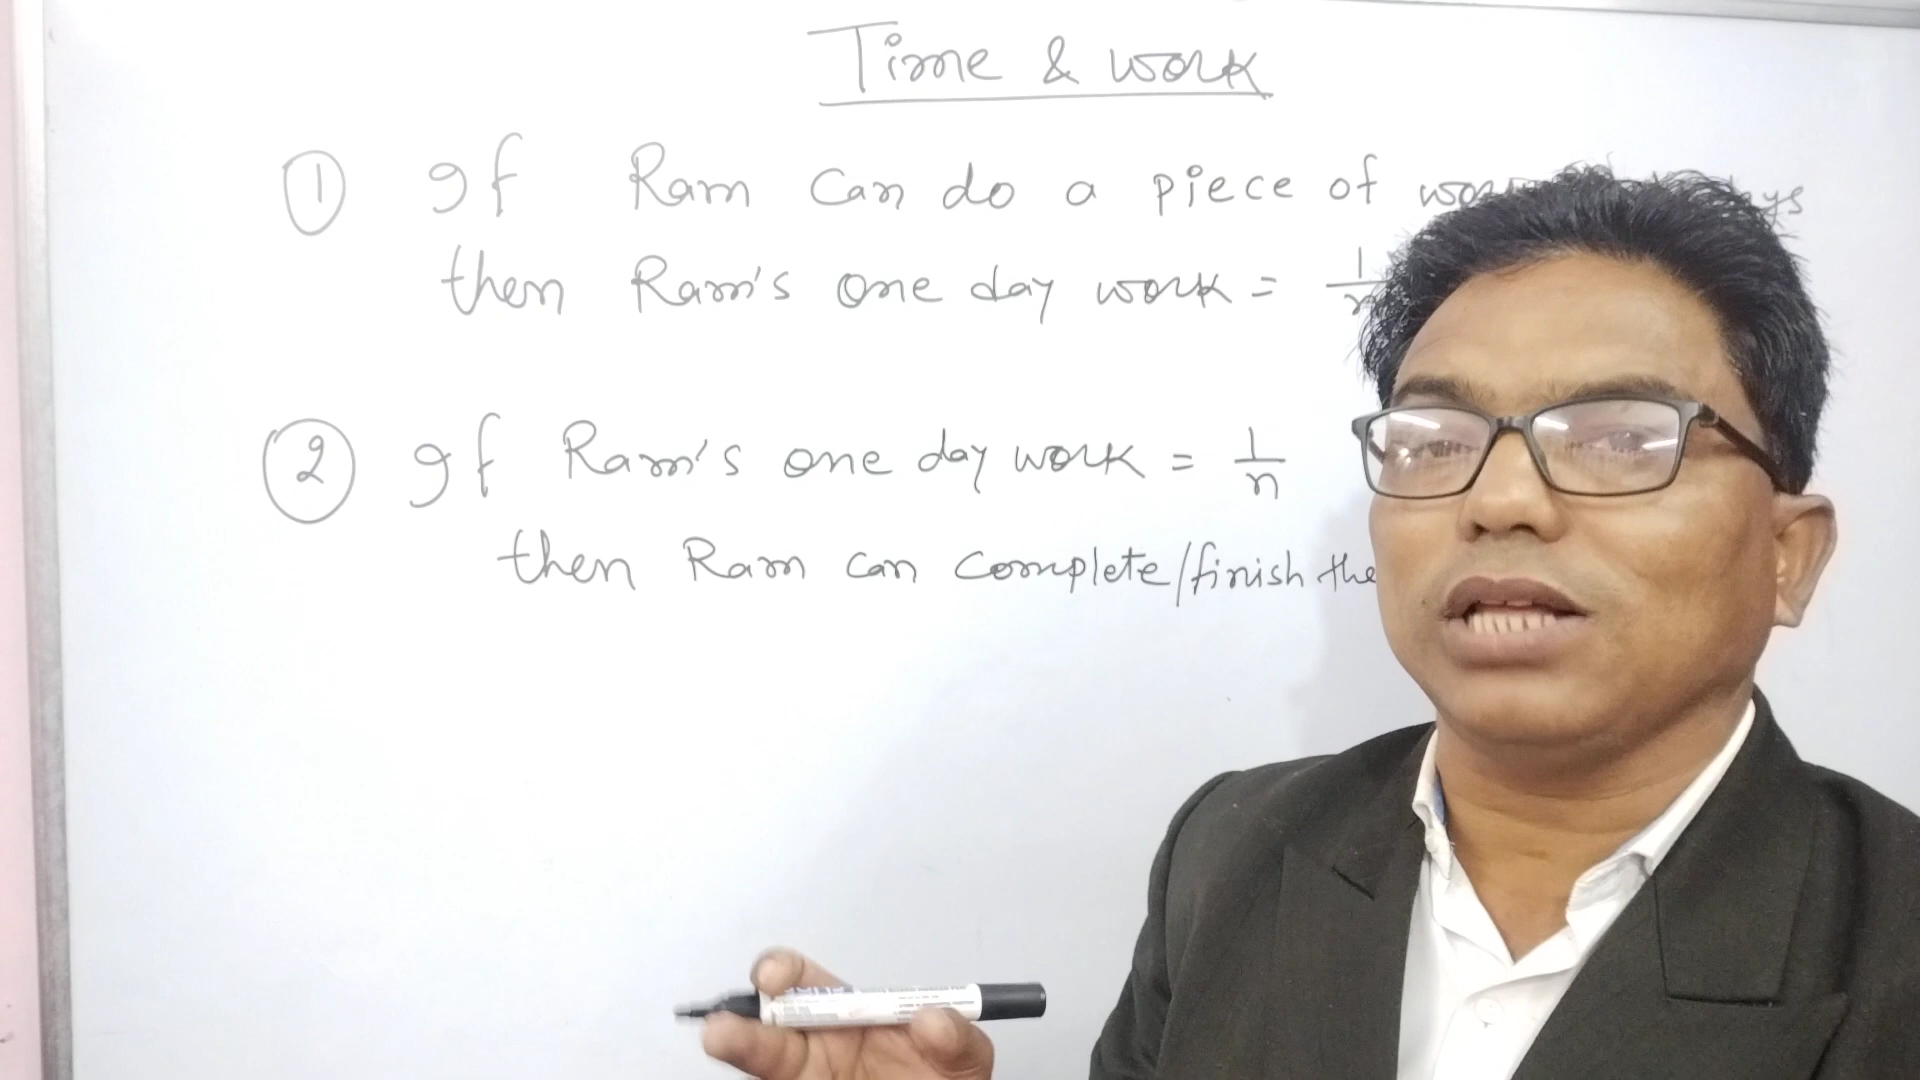 Time & work
① If Ram can do a piece of
then Ram's one day work = 1/n
② If Ram's one day work = 1/n
then Ram can complete/finish the